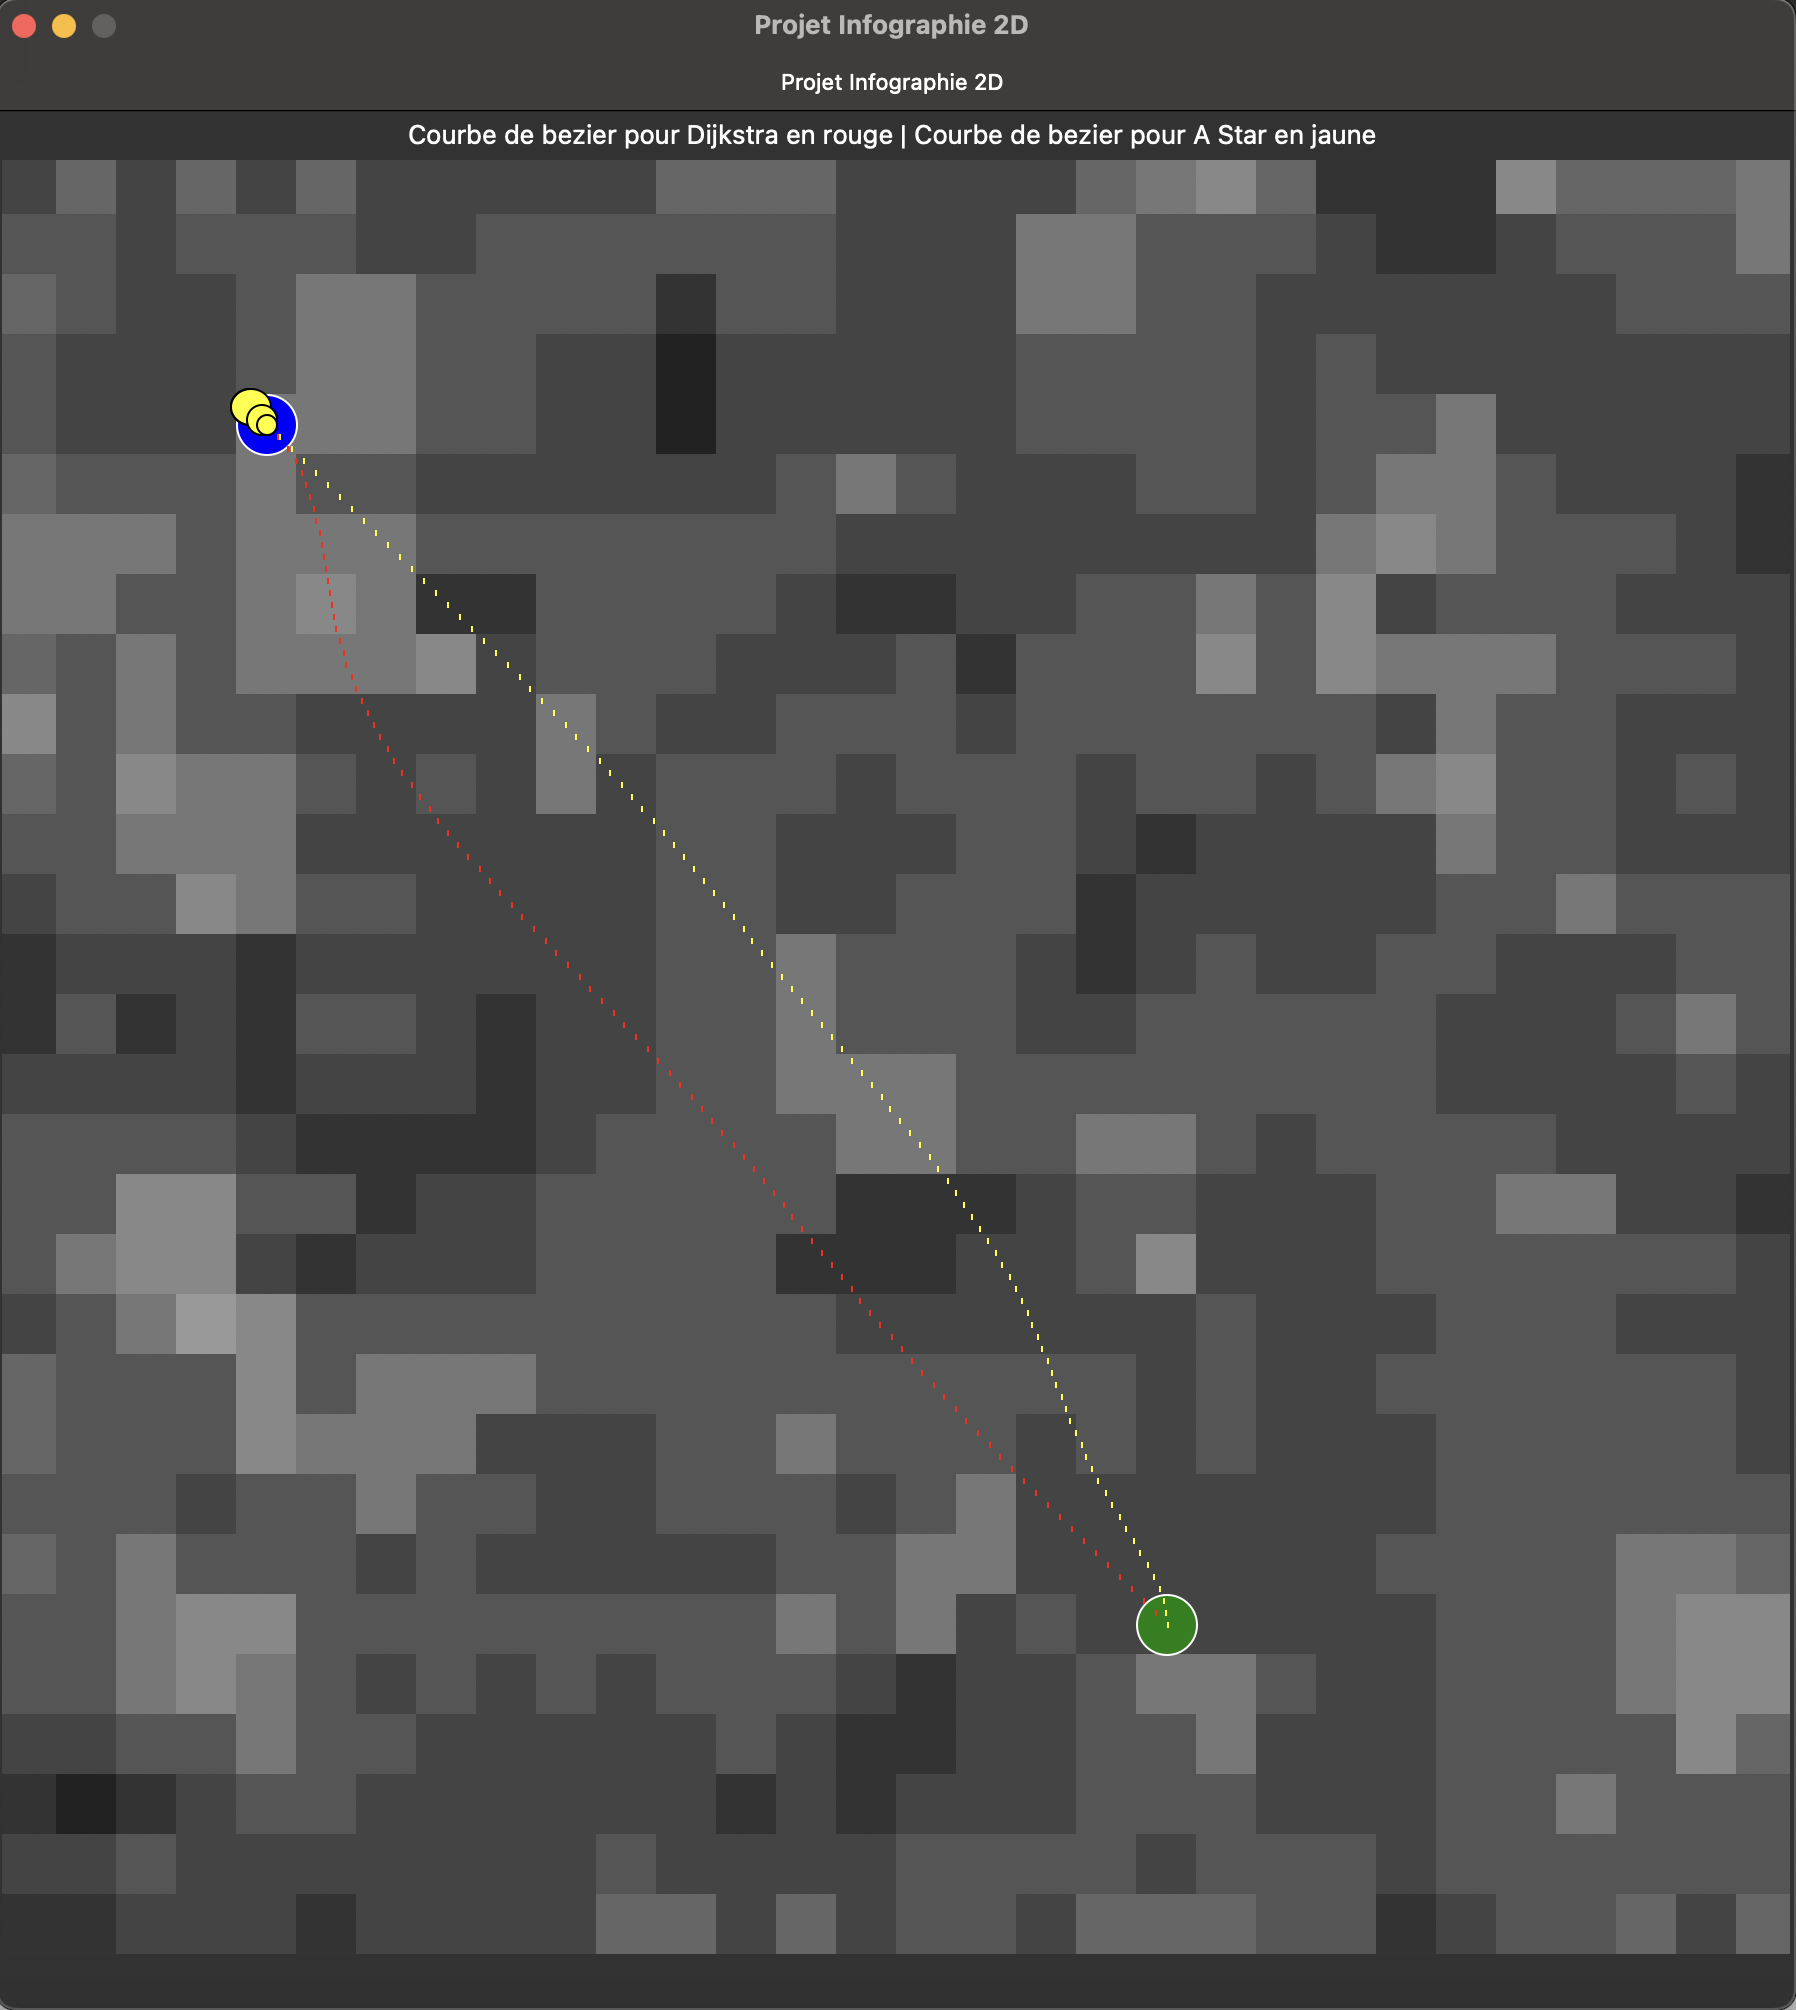 Projet Infographie 2D
Projet Infographie 2D
Courbe de bezier pour Dijkstra en rouge | Courbe de bezier pour A Star en jaune